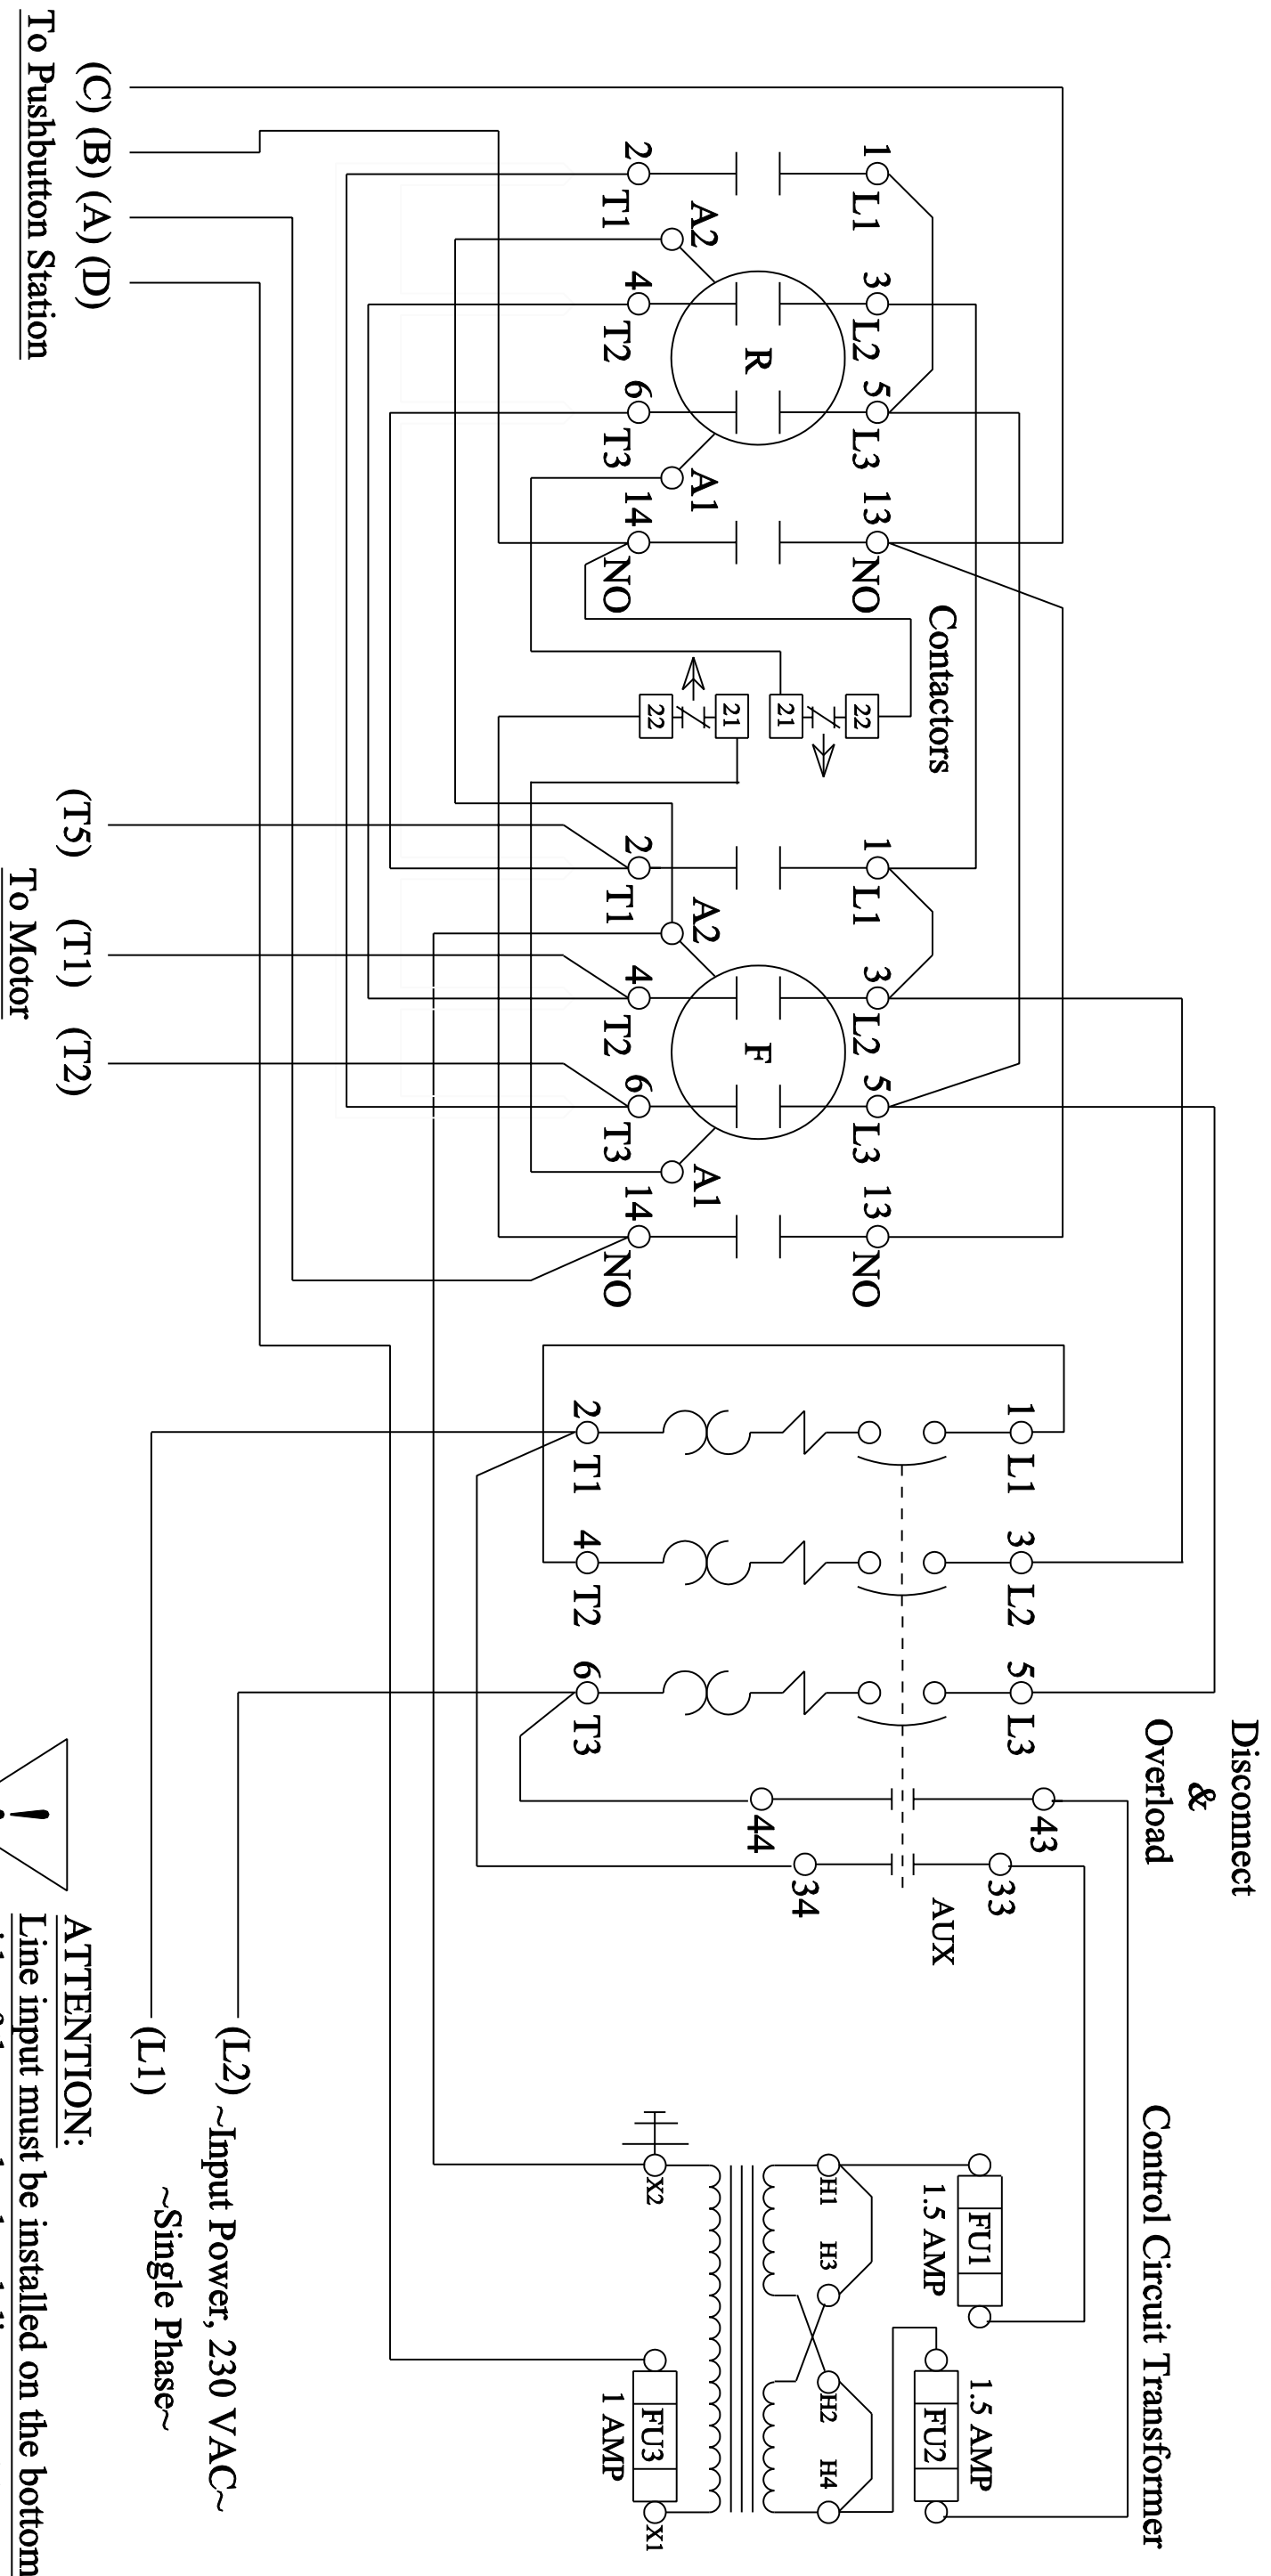 Disconnect
&
Overload
Control Circuit Transformer
1.5 AMP
FU1
FU2
1.5 AMP
H1 H3 H2 H4
X2
FU3
X1
1 AMP
Contactors
1 L1 3 L2 5 L3 13 NO
R
A2 A1
2 T1 4 T2 6 T3 14 NO
22
21
21
22
1 L1 3 L2 5 L3 13 NO
F
A2 A1
2 T1 4 T2 6 T3 14 NO
1 L1 3 L2 5 L3
43
33
AUX
44
34
2 T1 4 T2 6 T3
(C) (B) (A) (D)
To Pushbutton Station
(T5) (T1) (T2)
To Motor
(L2) ~Input Power, 230 VAC~
~Single Phase~
(L1)
ATTENTION:
!
Line input must be installed on the bottom